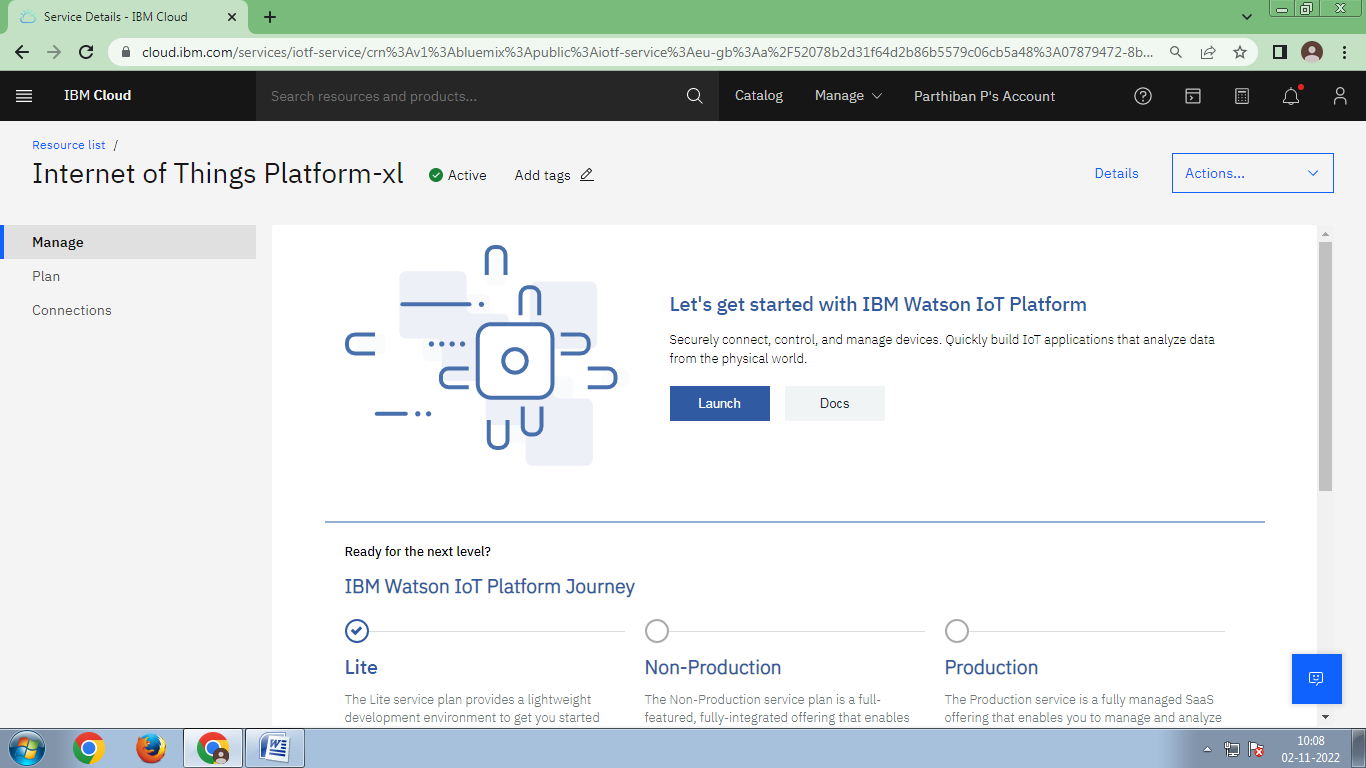 Service Details - IBM Cloud
cloud.ibm.com/services/iotf-service/crn%3Av1%3Abluemix%3Apublic%3Aiotf-service%3Aeu-gb%3Aa%2F52078b2d31f64d2b86b5579c06cb5a48%3A07879472-8b...
IBM Cloud
Search resources and products...
Catalog
Manage
Parthiban P's Account
Resource list /
Internet of Things Platform-xl
Active
Add tags
Details
Actions...
Manage
Plan
Connections
Let's get started with IBM Watson IoT Platform
Securely connect, control, and manage devices. Quickly build IoT applications that analyze data
from the physical world.
Launch
Docs
Ready for the next level?
IBM Watson IoT Platform Journey
Lite
The Lite service plan provides a lightweight
development environment to get you started
Non-Production
The Non-Production service plan is a full-
featured, fully-integrated offering that enables
Production
The Production service is a fully managed SaaS
offering that enables you to manage and analyze
10:08
02-11-2022